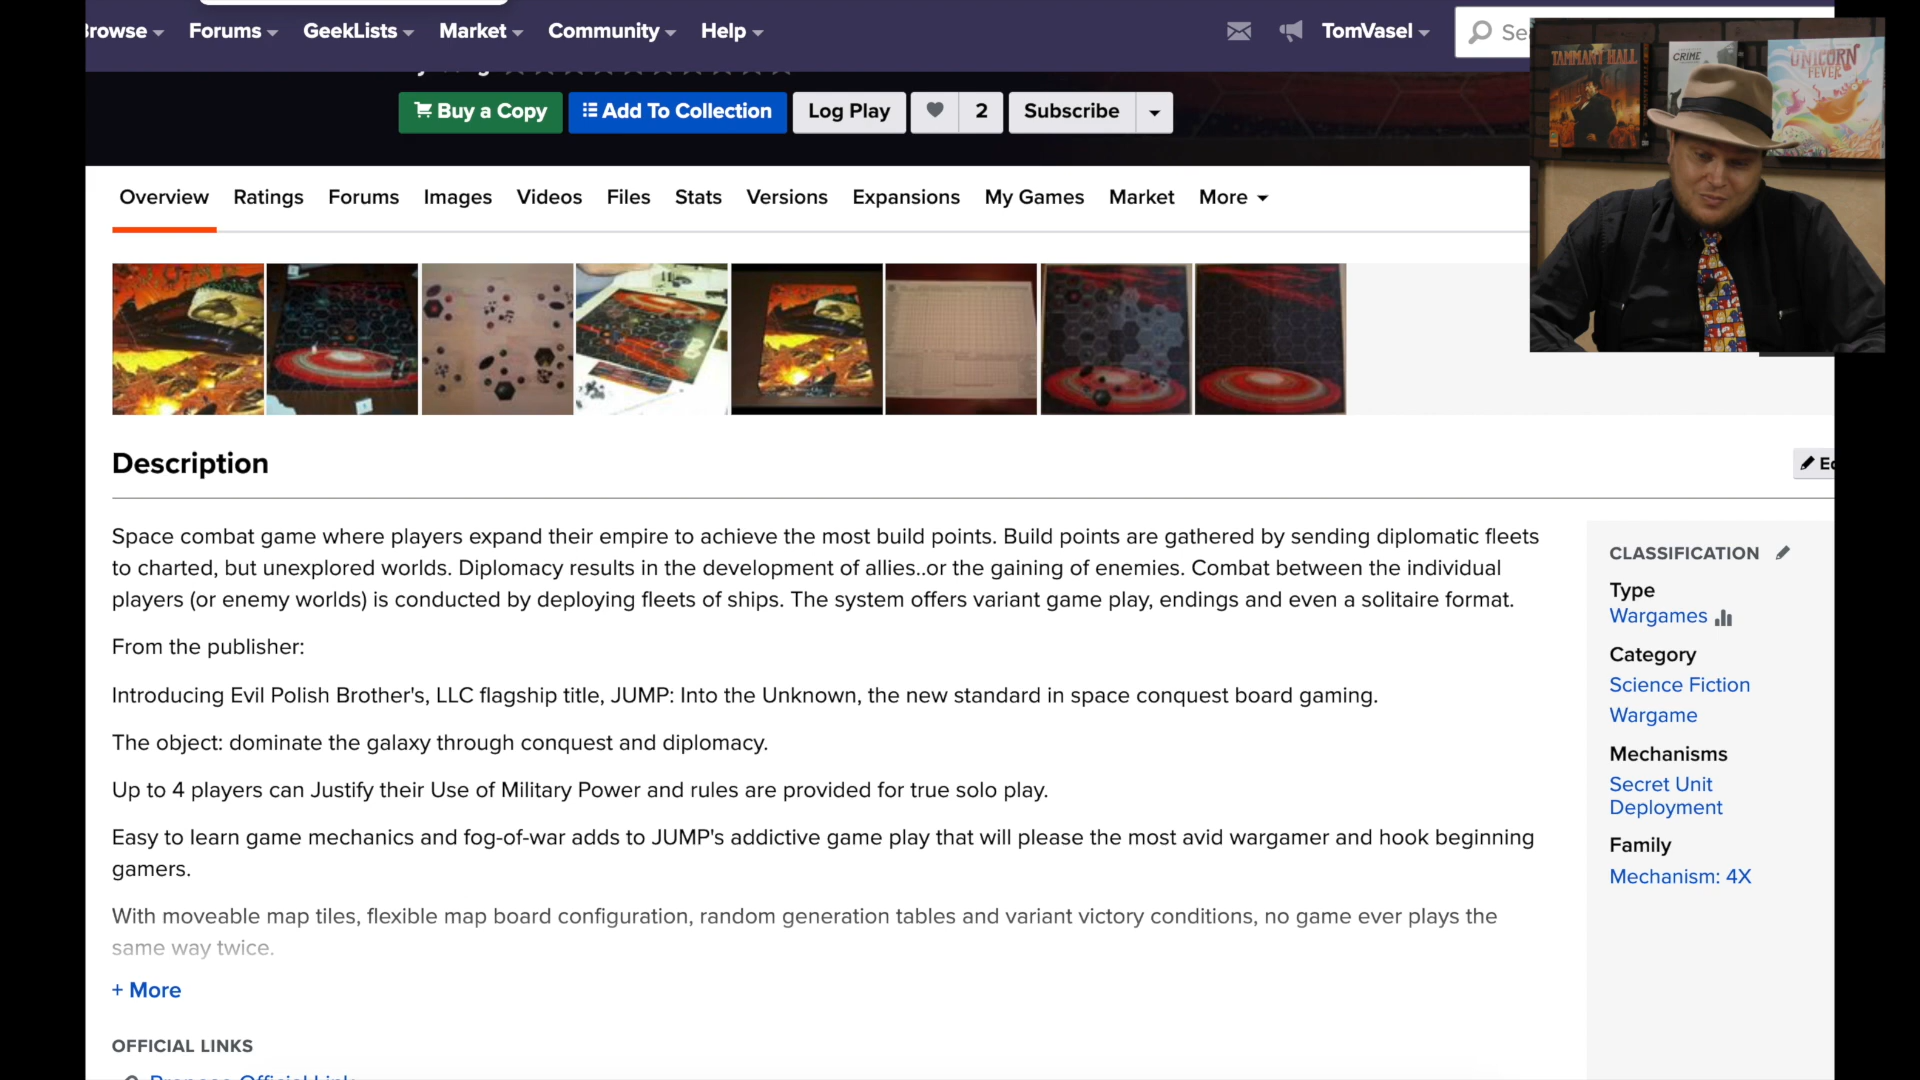 Browse Forums GeekLists Market Community Help TomVasel
Buy a Copy Add To Collection Log Play 2 Subscribe
TAMMANY HALL CRIME UNICORN FEVER
Overview Ratings Forums Images Videos Files Stats Versions Expansions My Games Market More
Description
Space combat game where players expand their empire to achieve the most build points. Build points are gathered by sending diplomatic fleets
to charted, but unexplored worlds. Diplomacy results in the development of allies..or the gaining of enemies. Combat between the individual
players (or enemy worlds) is conducted by deploying fleets of ships. The system offers variant game play, endings and even a solitaire format.
From the publisher:
Introducing Evil Polish Brother's, LLC flagship title, JUMP: Into the Unknown, the new standard in space conquest board gaming.
The object: dominate the galaxy through conquest and diplomacy.
Up to 4 players can Justify their Use of Military Power and rules are provided for true solo play.
Easy to learn game mechanics and fog-of-war adds to JUMP's addictive game play that will please the most avid wargamer and hook beginning
gamers.
With moveable map tiles, flexible map board configuration, random generation tables and variant victory conditions, no game ever plays the
same way twice.
+ More
OFFICIAL LINKS
Propose Official Link
CLASSIFICATION
Type
Wargames
Category
Science Fiction
Wargame
Mechanisms
Secret Unit
Deployment
Family
Mechanism: 4X